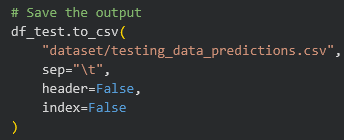 # Save the output
df_test.to_csv(
    "dataset/testing_data_predictions.csv",
    sep="\t",
    header=False,
    index=False
)